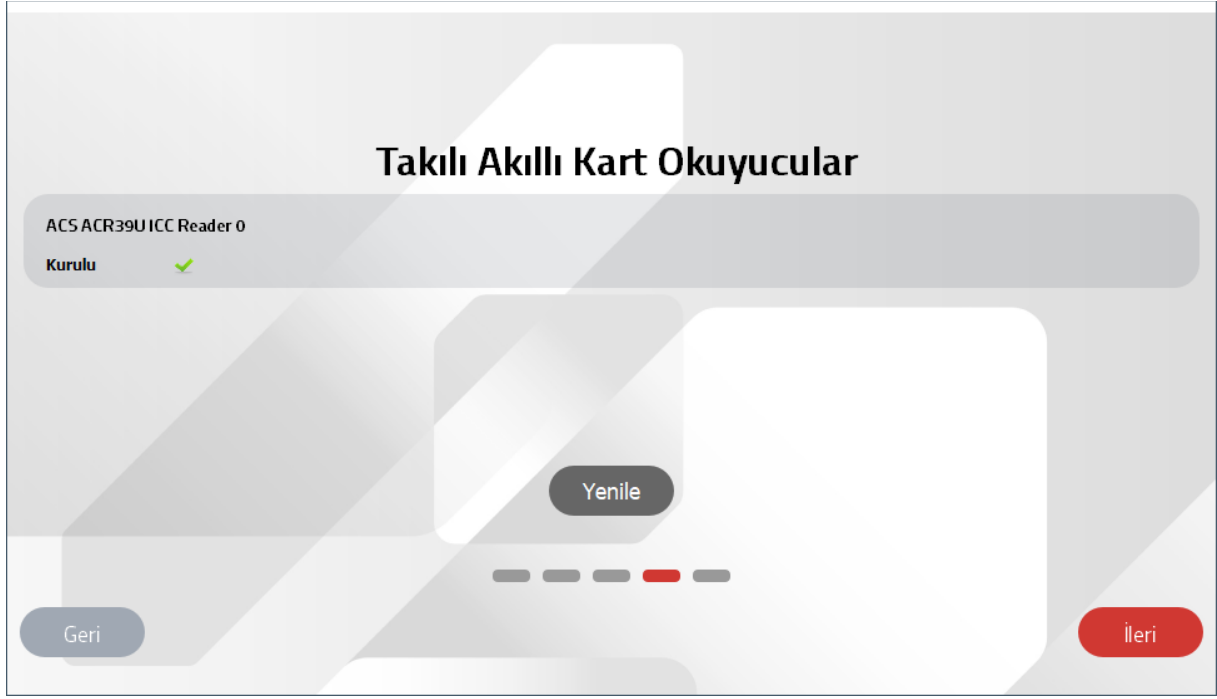 Takılı Akıllı Kart Okuyucular
ACS ACR39U ICC Reader 0
Kurulu
Yenile
Geri
İleri